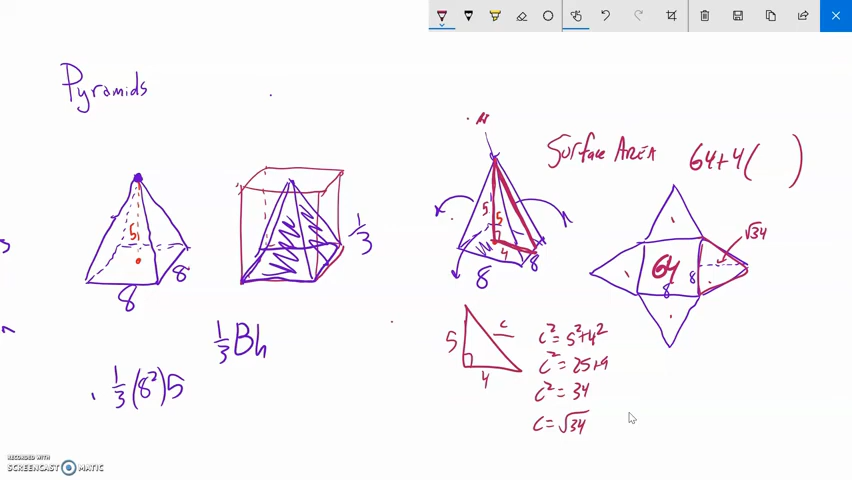 Pyramids
Surface Area 64+4( )
5
8
8
1/3
5
5
4
8
8
√34
64
8
8
1/3 Bh
1/3 (8²)5
5
c
4
c² = 5²+4²
c² = 25+9
c² = 34
c = √34
RECORDED WITH
SCREENCAST MATIC